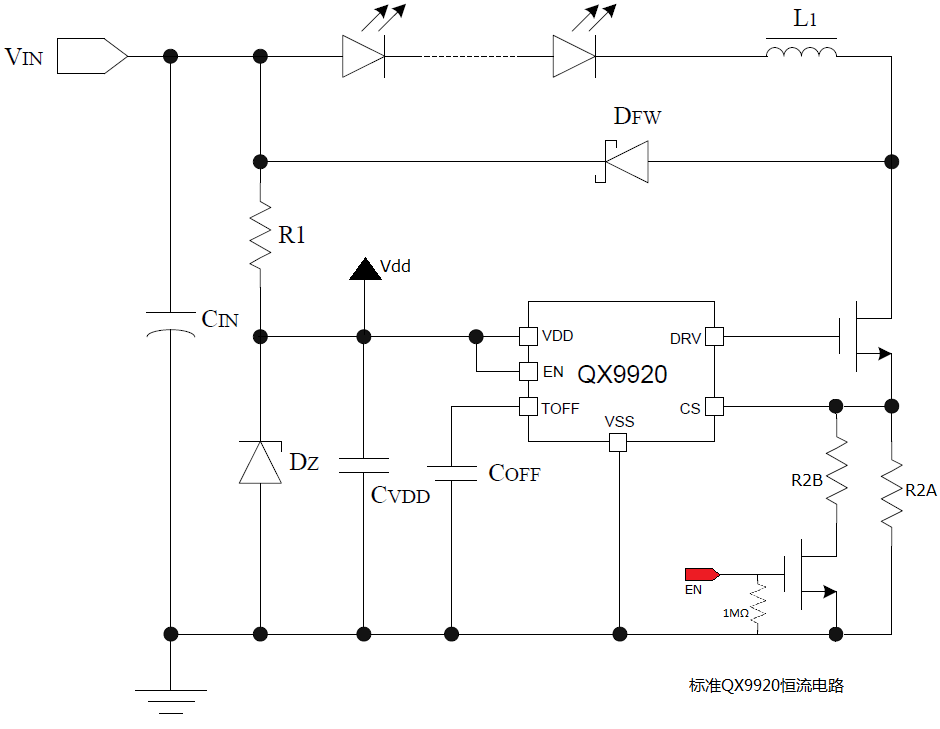 L1
VIN
DFW
R1
Vdd
CIN
VDD
DRV
EN
QX9920
TOFF
CS
VSS
DZ
COFF
CVDD
R2B
R2A
EN
1MΩ
标准QX9920恒流电路